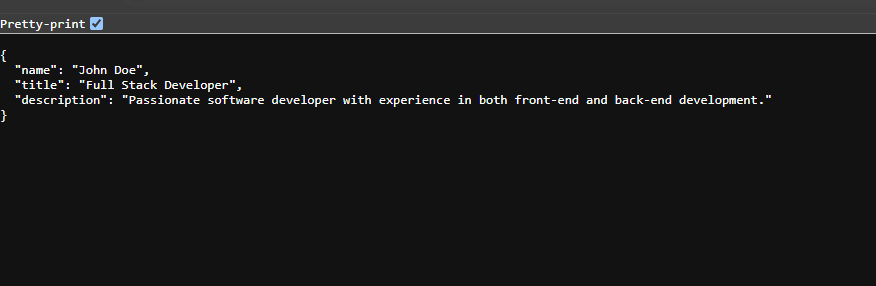 Pretty-print
{
"name": "John Doe",
"title": "Full Stack Developer",
"description": "Passionate software developer with experience in both front-end and back-end development."
}